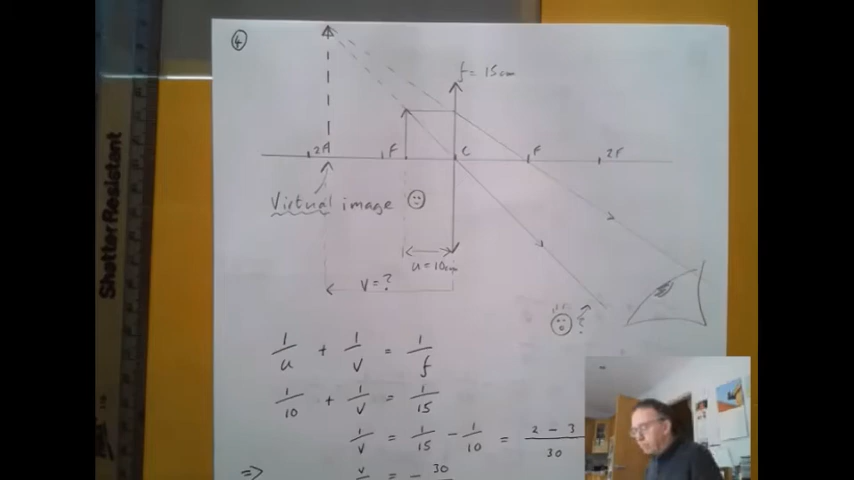 4
f = 15cm
2F F C F 2F
Virtual image
u = 10cm
v = ?
?
1/u + 1/v = 1/f
1/10 + 1/v = 1/15
1/v = 1/15 - 1/10 = 2 - 3/30
=> v/ = - 30/
Shatter Resistant